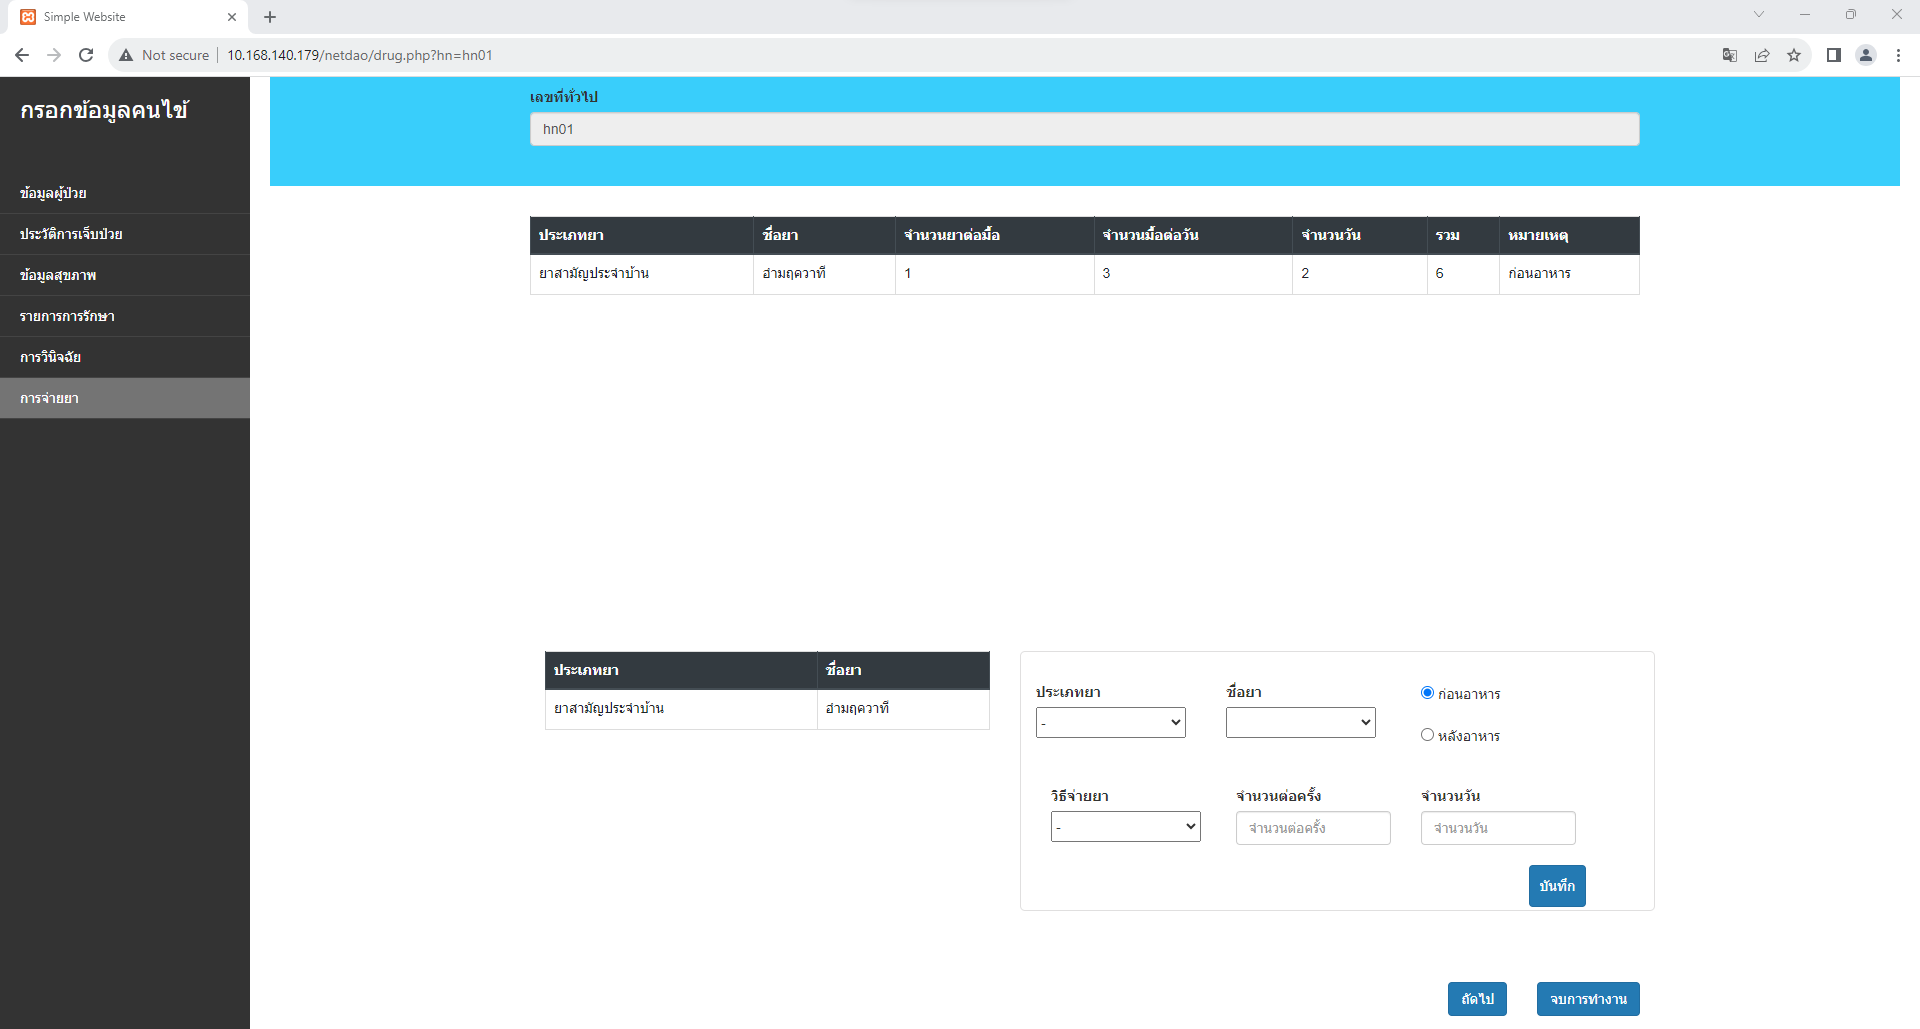 Simple Website
Not secure 10.168.140.179/netdao/drug.php?hn=hn01
กรอกข้อมูลคนไข้
ข้อมูลผู้ป่วย
ประวัติการเจ็บป่วย
ข้อมูลสุขภาพ
รายการการรักษา
การวินิจฉัย
การจ่ายยา
เลขที่ทั่วไป
hn01
ประเภทยา ชื่อยา จำนวนยาต่อมื้อ จำนวนมื้อต่อวัน จำนวนวัน รวม หมายเหตุ
ยาสามัญประจำบ้าน อำมฤควาที 1 3 2 6 ก่อนอาหาร
ประเภทยา ชื่อยา
ยาสามัญประจำบ้าน อำมฤควาที
ประเภทยา ชื่อยา ก่อนอาหาร
-
หลังอาหาร
วิธีจ่ายยา จำนวนต่อครั้ง จำนวนวัน
- จำนวนต่อครั้ง จำนวนวัน
บันทึก
ถัดไป จบการทำงาน